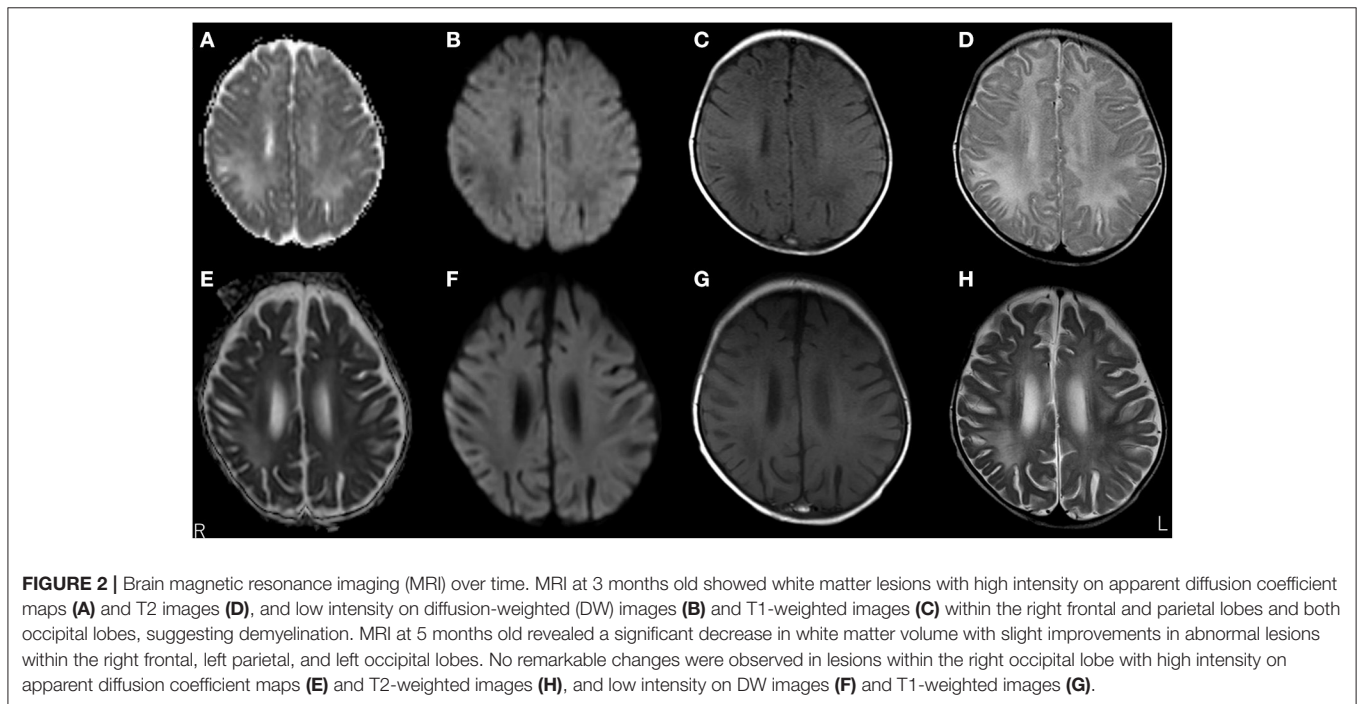 A B C D
E F G H
R L
FIGURE 2 | Brain magnetic resonance imaging (MRI) over time. MRI at 3 months old showed white matter lesions with high intensity on apparent diffusion coefficient
maps (A) and T2 images (D), and low intensity on diffusion-weighted (DW) images (B) and T1-weighted images (C) within the right frontal and parietal lobes and both
occipital lobes, suggesting demyelination. MRI at 5 months old revealed a significant decrease in white matter volume with slight improvements in abnormal lesions
within the right frontal, left parietal, and left occipital lobes. No remarkable changes were observed in lesions within the right occipital lobe with high intensity on
apparent diffusion coefficient maps (E) and T2-weighted images (H), and low intensity on DW images (F) and T1-weighted images (G).